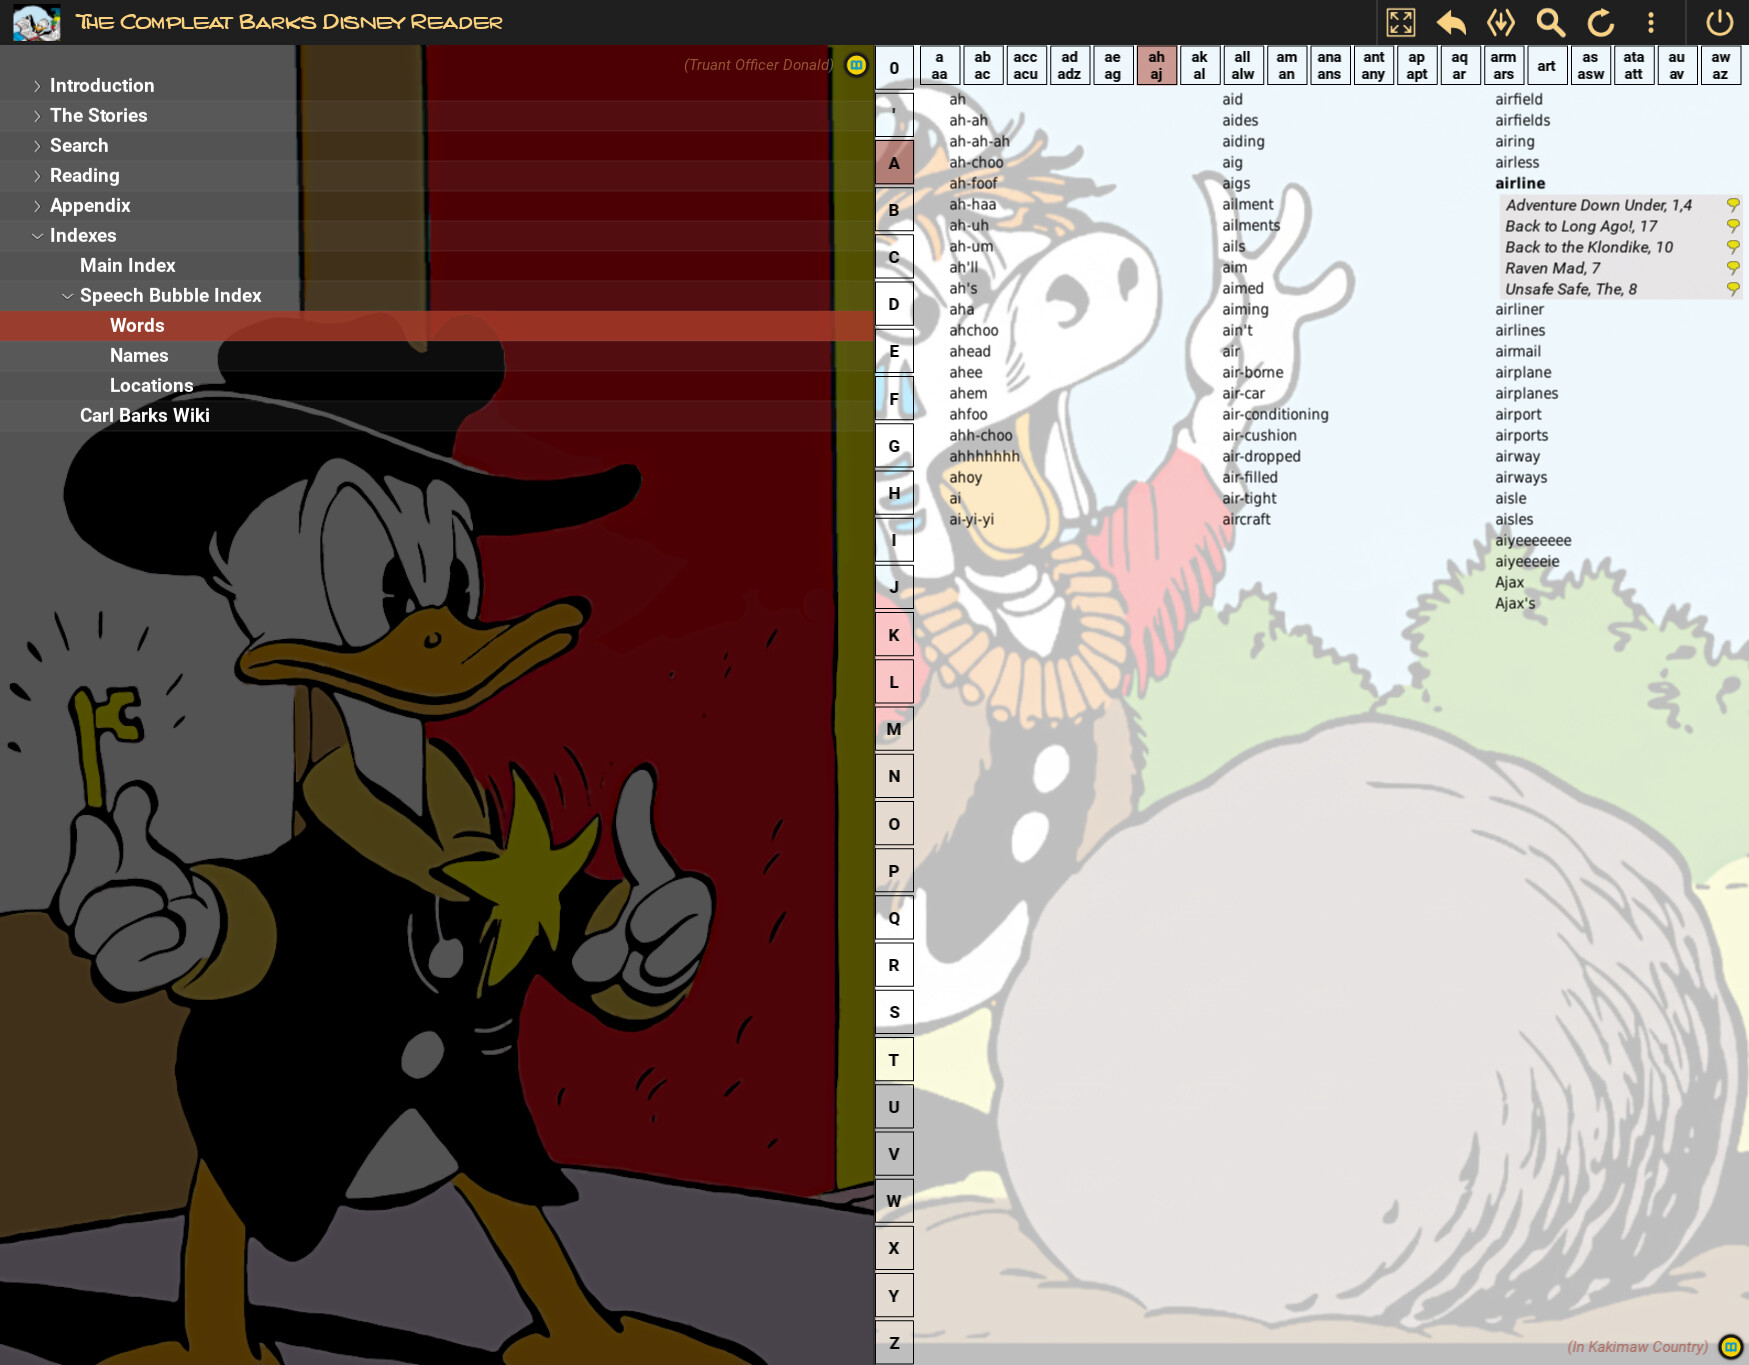 The Compleat Barks Disney Reader
(Truant Officer Donald)
Introduction
The Stories
Search
Reading
Appendix
Indexes
Main Index
Speech Bubble Index
Words
Names
Locations
Carl Barks Wiki
0
'
A
B
C
D
E
F
G
H
I
J
K
L
M
N
O
P
Q
R
S
T
U
V
W
X
Y
Z
a aa
ab ac
acc acu
ad adz
ae ag
ah aj
ak al
all alw
am an
ana ans
ant any
ap apt
aq ar
arm ars
art
as asw
ata att
au av
aw az
ah
ah-ah
ah-ah-ah
ah-choo
ah-foof
ah-haa
ah-uh
ah-um
ah'll
ah's
aha
ahchoo
ahead
ahee
ahem
ahfoo
ahh-choo
ahhhhhhh
ahoy
ai
ai-yi-yi
aid
aides
aiding
aig
aigs
ailment
ailments
ails
aim
aimed
aiming
ain't
air
air-borne
air-car
air-conditioning
air-cushion
air-dropped
air-filled
air-tight
aircraft
airfield
airfields
airing
airless
airline
Adventure Down Under, 1,4
Back to Long Ago!, 17
Back to the Klondike, 10
Raven Mad, 7
Unsafe Safe, The, 8
airliner
airlines
airmail
airplane
airplanes
airport
airports
airway
airways
aisle
aisles
aiyeeeeeee
aiyeeeeie
Ajax
Ajax's
(In Kakimaw Country)